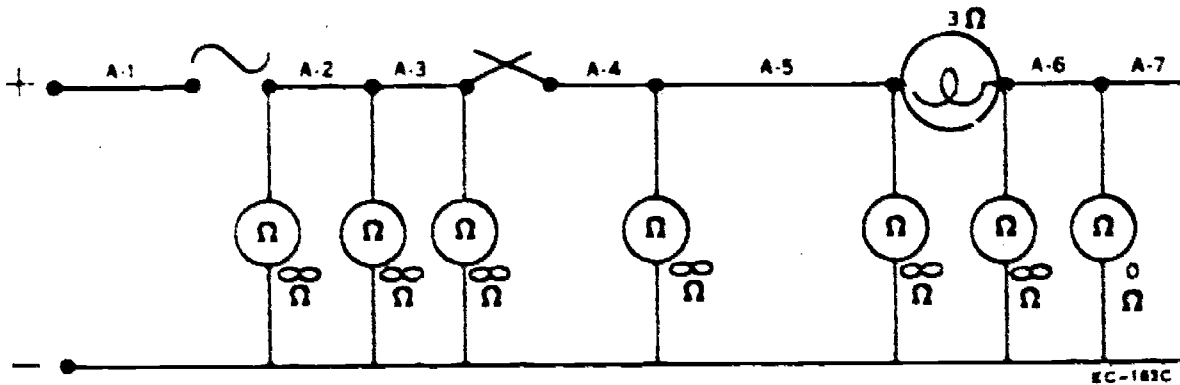 3 Ω
A-1 A-2 A-3 A-4 A-5 A-6 A-7
+
Ω Ω Ω Ω Ω Ω Ω
∞ ∞ ∞ ∞ ∞ ∞ 0
Ω Ω Ω Ω Ω Ω Ω
−
EC-182C